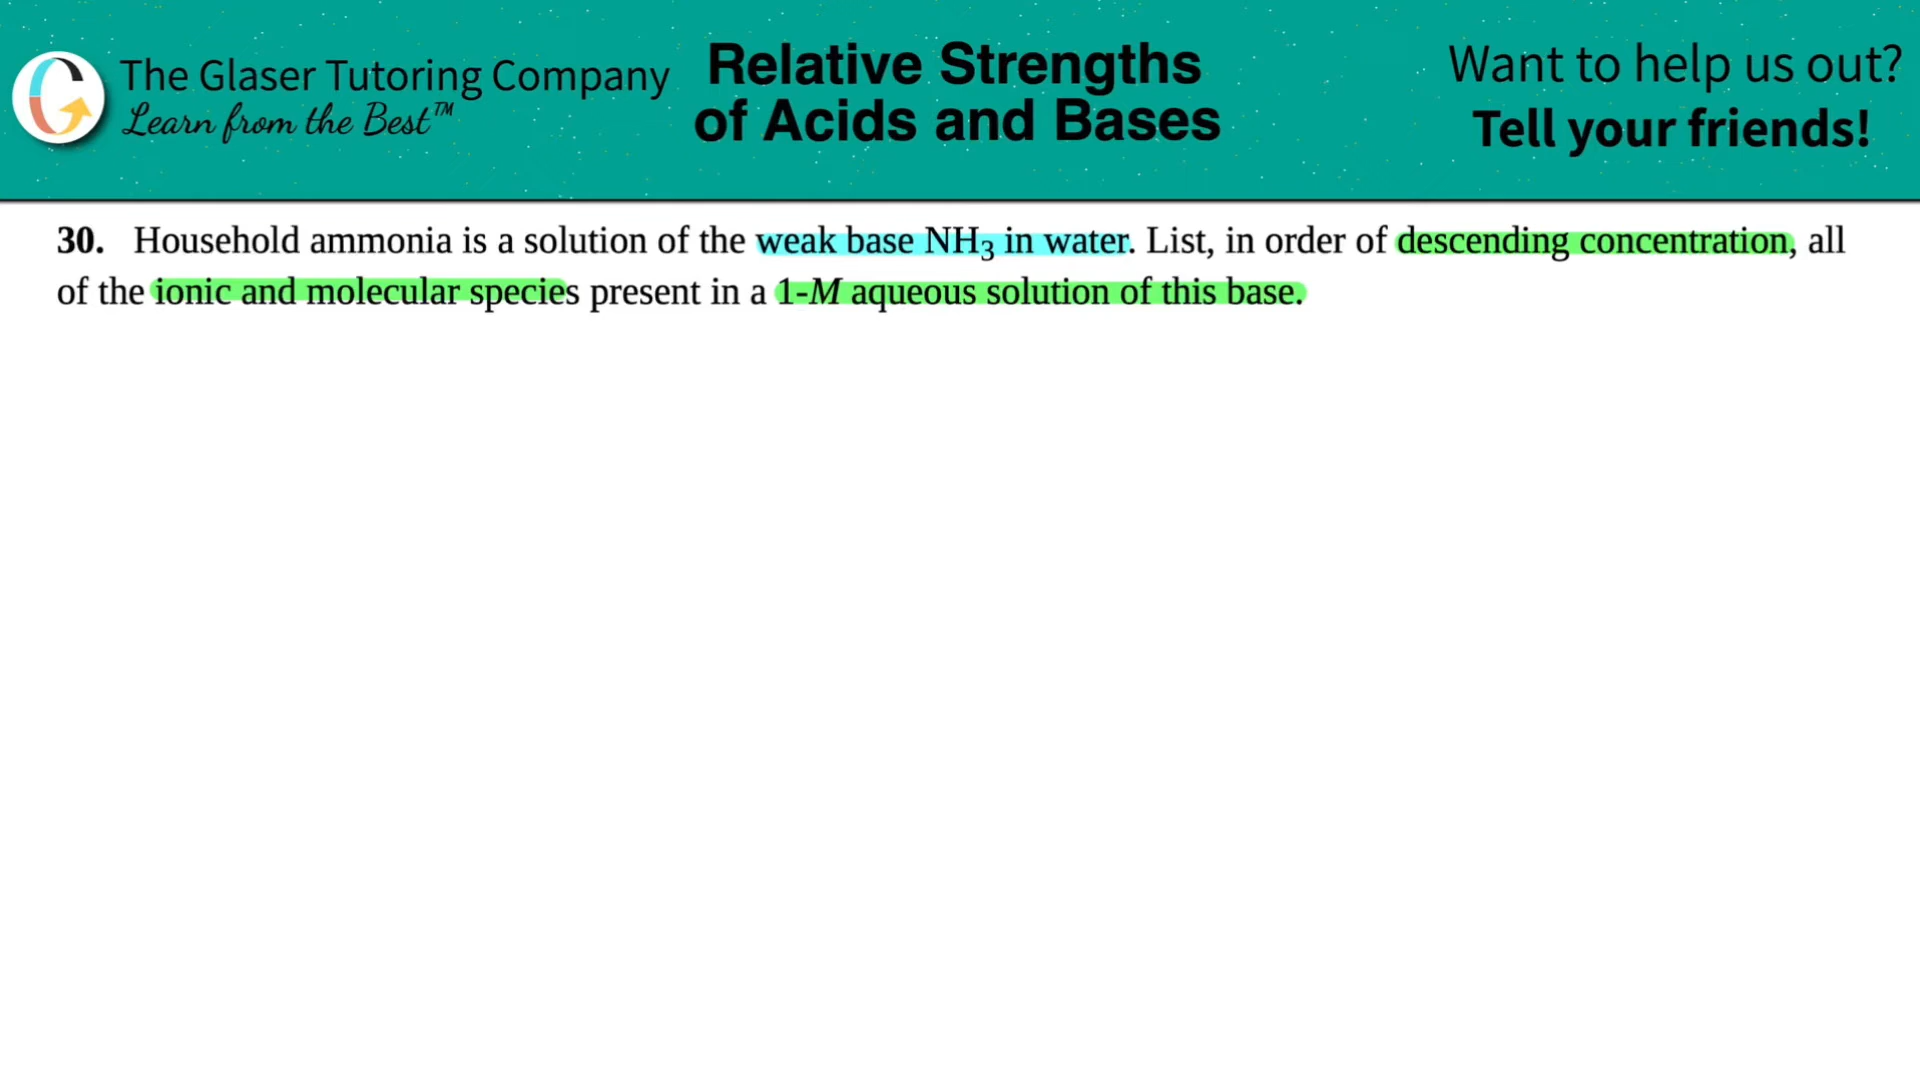 The Glaser Tutoring Company
Learn from the Best™
Relative Strengths
of Acids and Bases
Want to help us out?
Tell your friends!
30. Household ammonia is a solution of the weak base NH₃ in water. List, in order of descending concentration, all
of the ionic and molecular species present in a 1-M aqueous solution of this base.